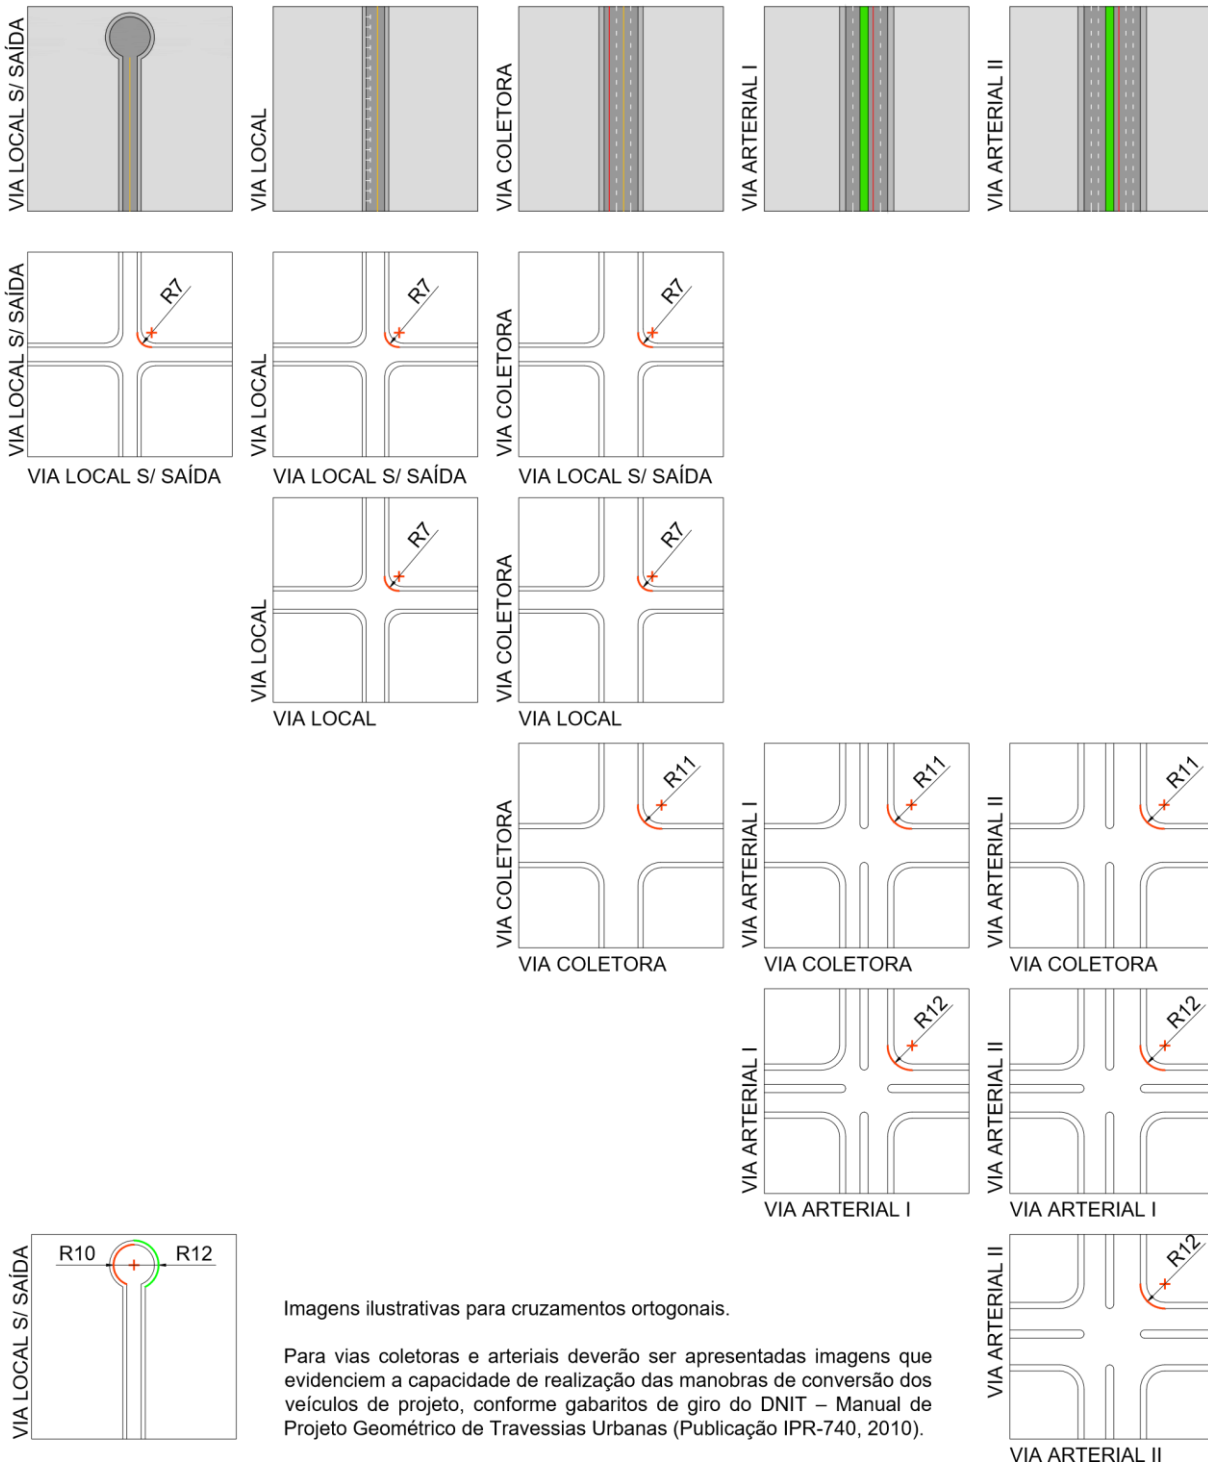 VIA LOCAL S/ SAÍDA
VIA LOCAL
VIA COLETORA
VIA ARTERIAL I
VIA ARTERIAL II
VIA LOCAL S/ SAÍDA
R7
VIA LOCAL S/ SAÍDA
VIA LOCAL
R7
VIA LOCAL S/ SAÍDA
VIA COLETORA
R7
VIA LOCAL S/ SAÍDA
VIA LOCAL
R7
VIA LOCAL
VIA COLETORA
R7
VIA LOCAL
VIA COLETORA
R11
VIA COLETORA
VIA ARTERIAL I
R11
VIA COLETORA
VIA ARTERIAL II
R11
VIA COLETORA
VIA ARTERIAL I
R12
VIA ARTERIAL I
VIA ARTERIAL II
R12
VIA ARTERIAL I
VIA LOCAL S/ SAÍDA
R10
R12
Imagens ilustrativas para cruzamentos ortogonais.
Para vias coletoras e arteriais deverão ser apresentadas imagens que
evidenciem a capacidade de realização das manobras de conversão dos
veículos de projeto, conforme gabaritos de giro do DNIT – Manual de
Projeto Geométrico de Travessias Urbanas (Publicação IPR-740, 2010).
VIA ARTERIAL II
R12
VIA ARTERIAL II